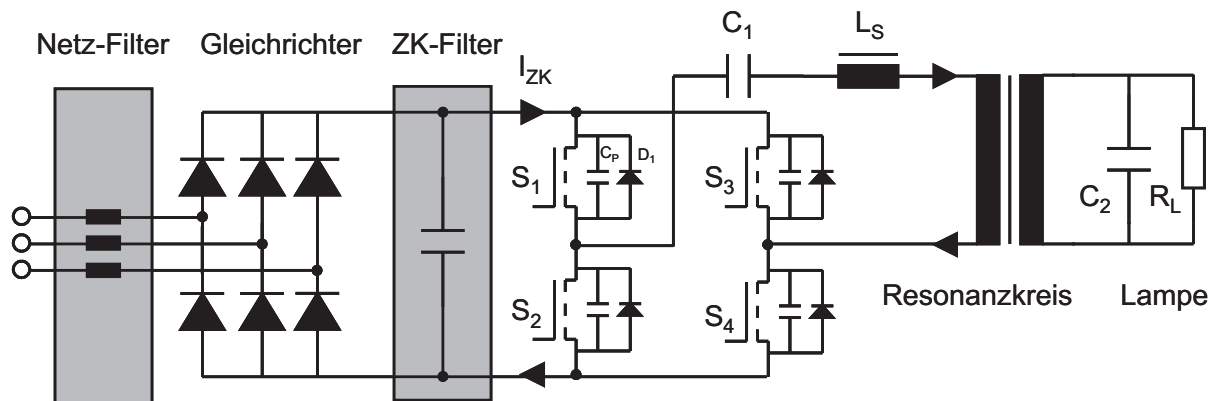 Netz-Filter
Gleichrichter
ZK-Filter
I_ZK
C_1
L_S
S_1
C_P
D_1
S_3
C_2
R_L
S_2
S_4
Resonanzkreis
Lampe